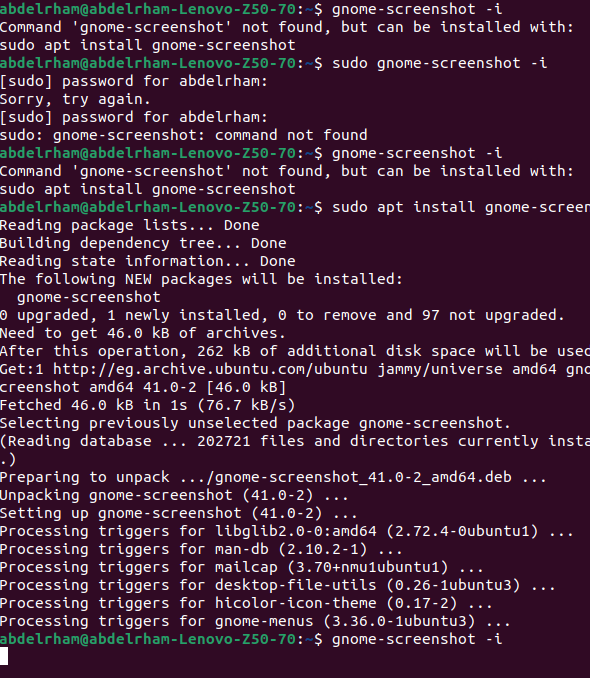 abdelrham@abdelrham-Lenovo-Z50-70:~$ gnome-screenshot -i
Command 'gnome-screenshot' not found, but can be installed with:
sudo apt install gnome-screenshot
abdelrham@abdelrham-Lenovo-Z50-70:~$ sudo gnome-screenshot -i
[sudo] password for abdelrham:
Sorry, try again.
[sudo] password for abdelrham:
sudo: gnome-screenshot: command not found
abdelrham@abdelrham-Lenovo-Z50-70:~$ gnome-screenshot -i
Command 'gnome-screenshot' not found, but can be installed with:
sudo apt install gnome-screenshot
abdelrham@abdelrham-Lenovo-Z50-70:~$ sudo apt install gnome-screen
Reading package lists... Done
Building dependency tree... Done
Reading state information... Done
The following NEW packages will be installed:
  gnome-screenshot
0 upgraded, 1 newly installed, 0 to remove and 97 not upgraded.
Need to get 46.0 kB of archives.
After this operation, 262 kB of additional disk space will be used
Get:1 http://eg.archive.ubuntu.com/ubuntu jammy/universe amd64 gno
creenshot amd64 41.0-2 [46.0 kB]
Fetched 46.0 kB in 1s (76.7 kB/s)
Selecting previously unselected package gnome-screenshot.
(Reading database ... 202721 files and directories currently insta
.)
Preparing to unpack .../gnome-screenshot_41.0-2_amd64.deb ...
Unpacking gnome-screenshot (41.0-2) ...
Setting up gnome-screenshot (41.0-2) ...
Processing triggers for libglib2.0-0:amd64 (2.72.4-0ubuntu1) ...
Processing triggers for man-db (2.10.2-1) ...
Processing triggers for mailcap (3.70+nmu1ubuntu1) ...
Processing triggers for desktop-file-utils (0.26-1ubuntu3) ...
Processing triggers for hicolor-icon-theme (0.17-2) ...
Processing triggers for gnome-menus (3.36.0-1ubuntu3) ...
abdelrham@abdelrham-Lenovo-Z50-70:~$ gnome-screenshot -i